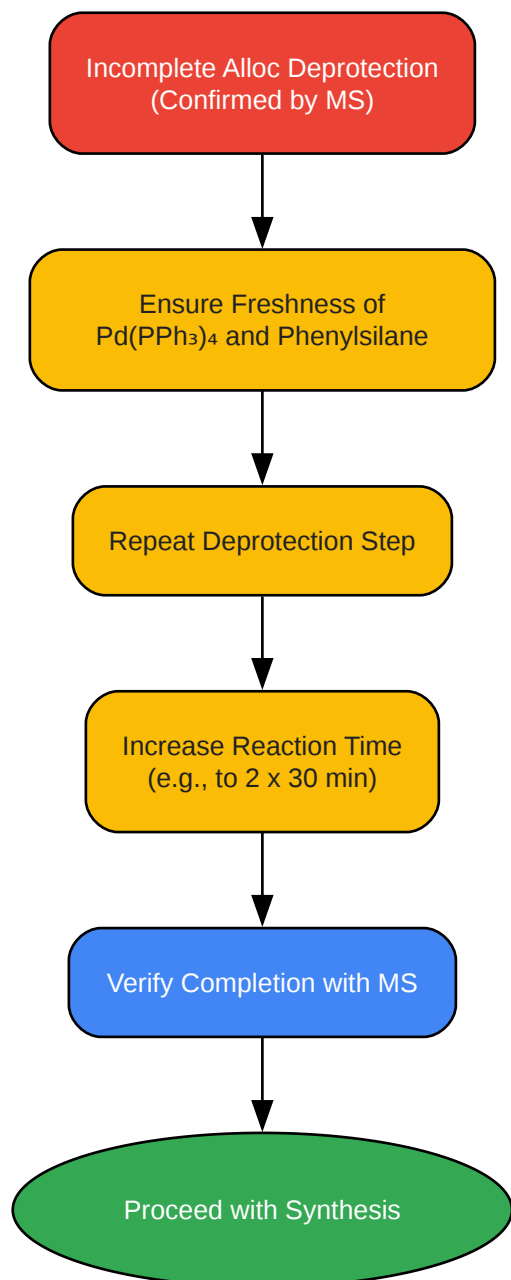 Incomplete Alloc Deprotection
(Confirmed by MS)
Ensure Freshness of
Pd(PPh₃)₄ and Phenylsilane
Repeat Deprotection Step
Increase Reaction Time
(e.g., to 2 x 30 min)
Verify Completion with MS
Proceed with Synthesis